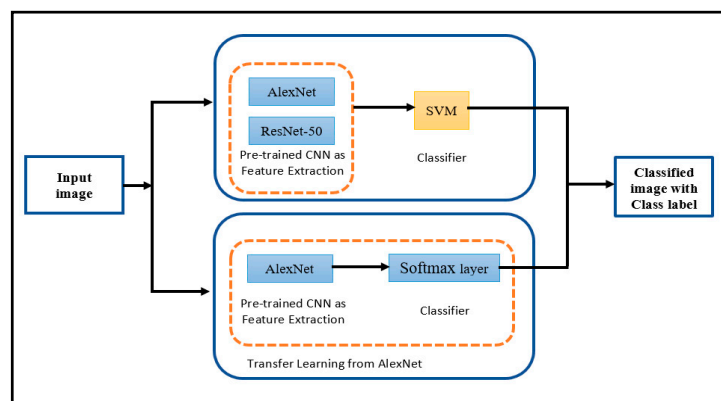 Input
image
AlexNet
ResNet-50
Pre-trained CNN as
Feature Extraction
SVM
Classifier
AlexNet
Pre-trained CNN as
Feature Extraction
Softmax layer
Classifier
Transfer Learning from AlexNet
Classified
image with
Class label